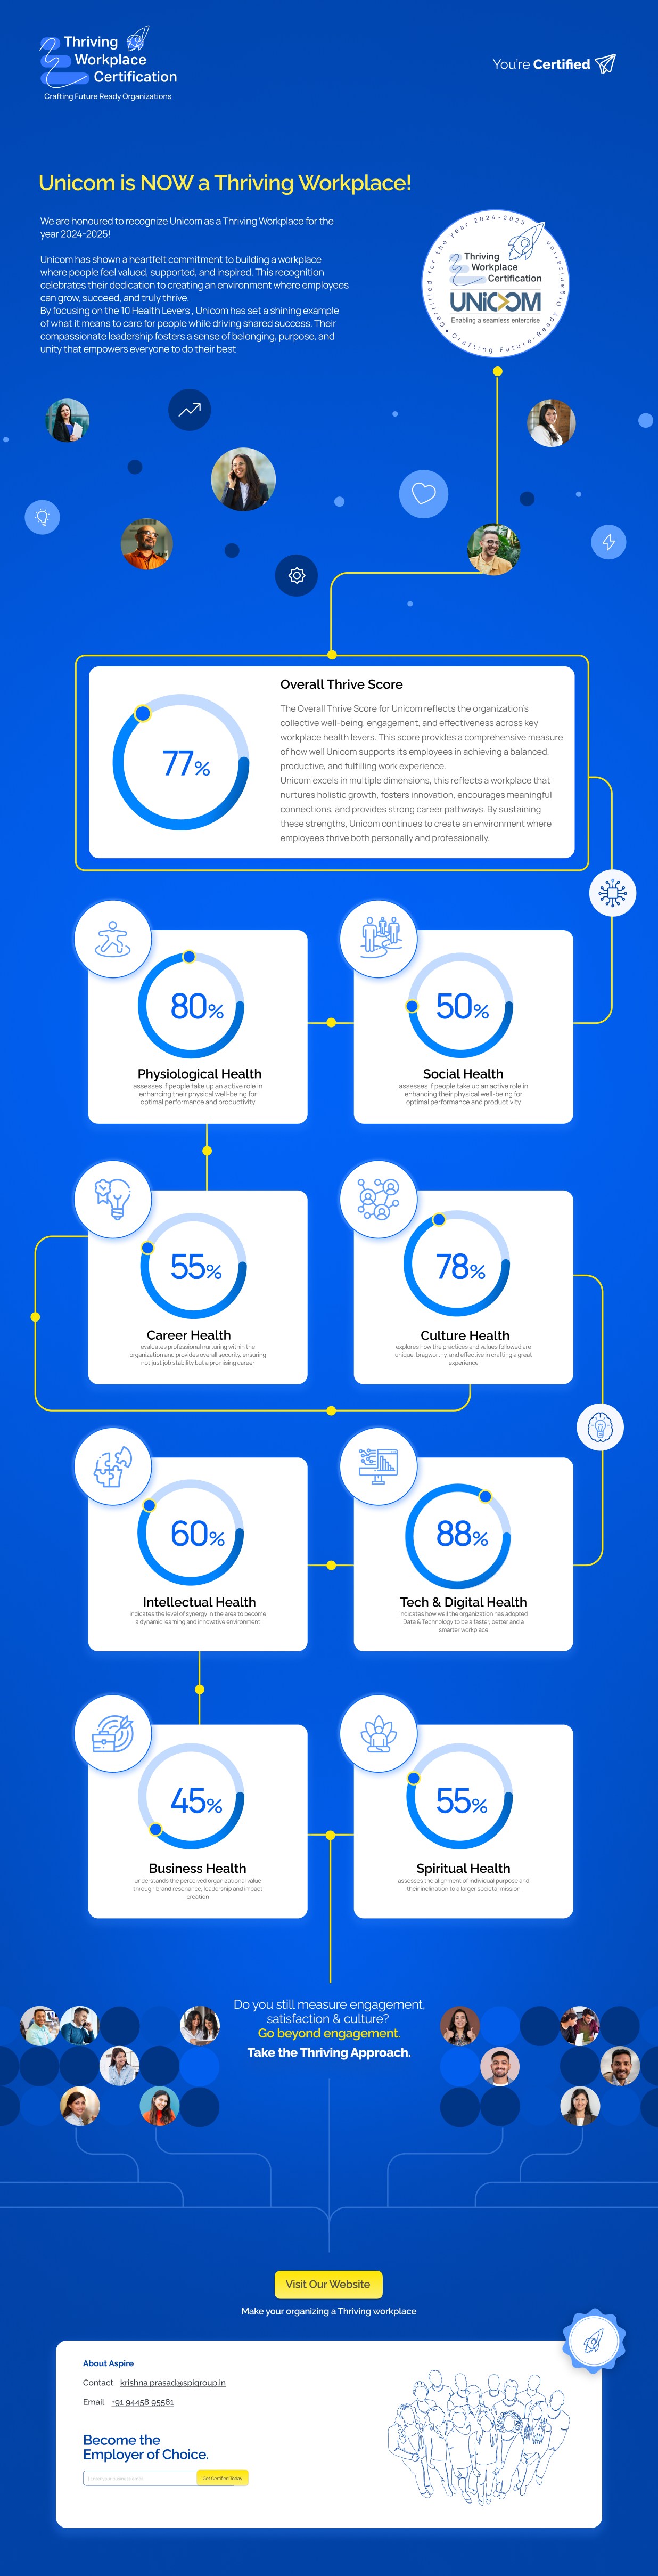 Thriving
Workplace
Certification
Crafting Future Ready Organizations
You're Certified
Unicom is NOW a Thriving Workplace!
We are honoured to recognize Unicom as a Thriving Workplace for the
year 2024-2025!
Unicom has shown a heartfelt commitment to building a workplace
where people feel valued, supported, and inspired. This recognition
celebrates their dedication to creating an environment where employees
can grow, succeed, and truly thrive.
By focusing on the 10 Health Levers , Unicom has set a shining example
of what it means to care for people while driving shared success. Their
compassionate leadership fosters a sense of belonging, purpose, and
unity that empowers everyone to do their best
Certified for the Year 2024-2025
Thriving
Workplace
Certification
UNICOM
Enabling a seamless enterprise
Crafting Future-Ready Organization
Overall Thrive Score
The Overall Thrive Score for Unicom reflects the organization's
collective well-being, engagement, and effectiveness across key
workplace health levers. This score provides a comprehensive measure
of how well Unicom supports its employees in achieving a balanced,
productive, and fulfilling work experience.
Unicom excels in multiple dimensions, this reflects a workplace that
nurtures holistic growth, fosters innovation, encourages meaningful
connections, and provides strong career pathways. By sustaining
these strengths, Unicom continues to create an environment where
employees thrive both personally and professionally.
77%
80%
Physiological Health
assesses if people take up an active role in
enhancing their physical well-being for
optimal performance and productivity
50%
Social Health
assesses if people take up an active role in
enhancing their physical well-being for
optimal performance and productivity
55%
Career Health
evaluates professional nurturing within the
organization and provides overall security, ensuring
not just job stability but a promising career
78%
Culture Health
explores how the practices and values followed are
unique, bragworthy, and effective in crafting a great
experience
60%
Intellectual Health
indicates the level of synergy in the area to become
a dynamic learning and innovative environment
88%
Tech & Digital Health
indicates how well the organization has adopted
Data & Technology to be a faster, better and a
smarter workplace
45%
Business Health
understands the perceived organizational value
through brand resonance, leadership and impact
creation
55%
Spiritual Health
assesses the alignment of individual purpose and
their inclination to a larger societal mission
Do you still measure engagement,
satisfaction & culture?
Go beyond engagement.
Take the Thriving Approach.
Visit Our Website
Make your organizing a Thriving workplace
About Aspire
Contact krishna.prasad@spigroup.in
Email +91 94458 95581
Become the
Employer of Choice.
Enter your business email
Get Certified Today